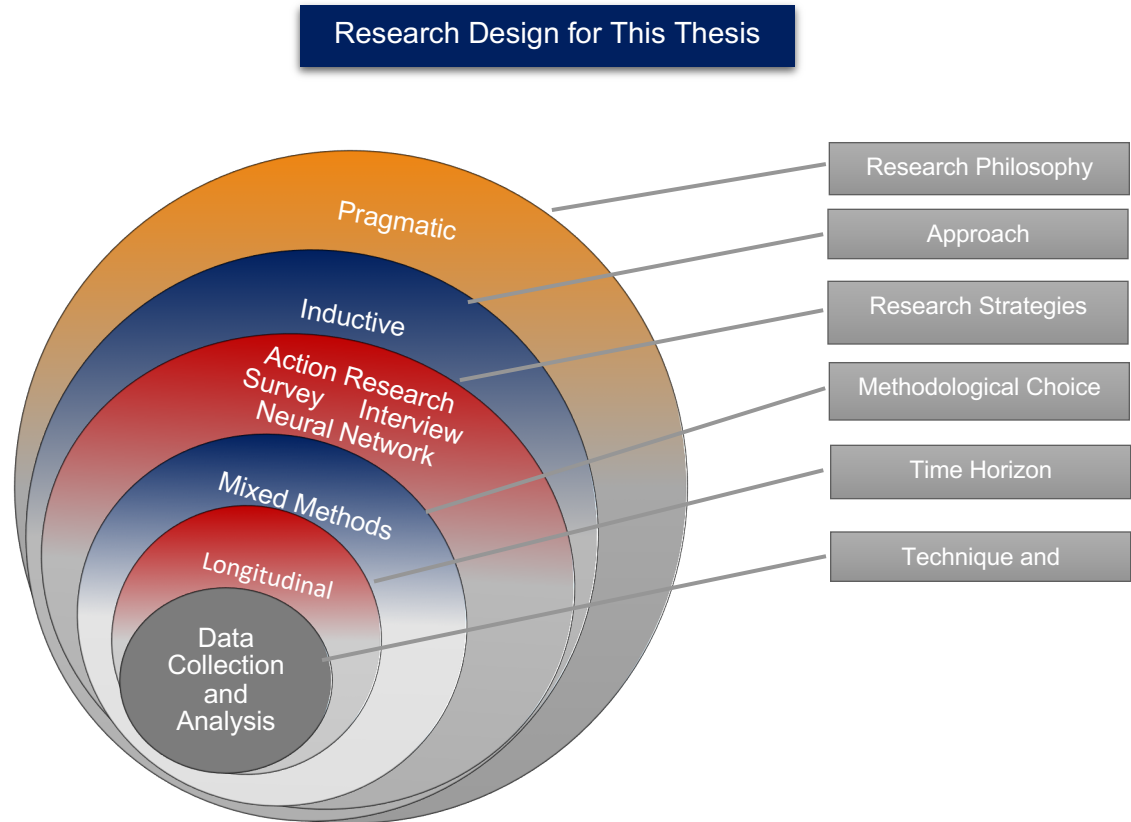 Research Design for This Thesis
Pragmatic
Inductive
Action Research
Survey Interview
Neural Network
Mixed Methods
Longitudinal
Data
Collection
and
Analysis
Research Philosophy
Approach
Research Strategies
Methodological Choice
Time Horizon
Technique and